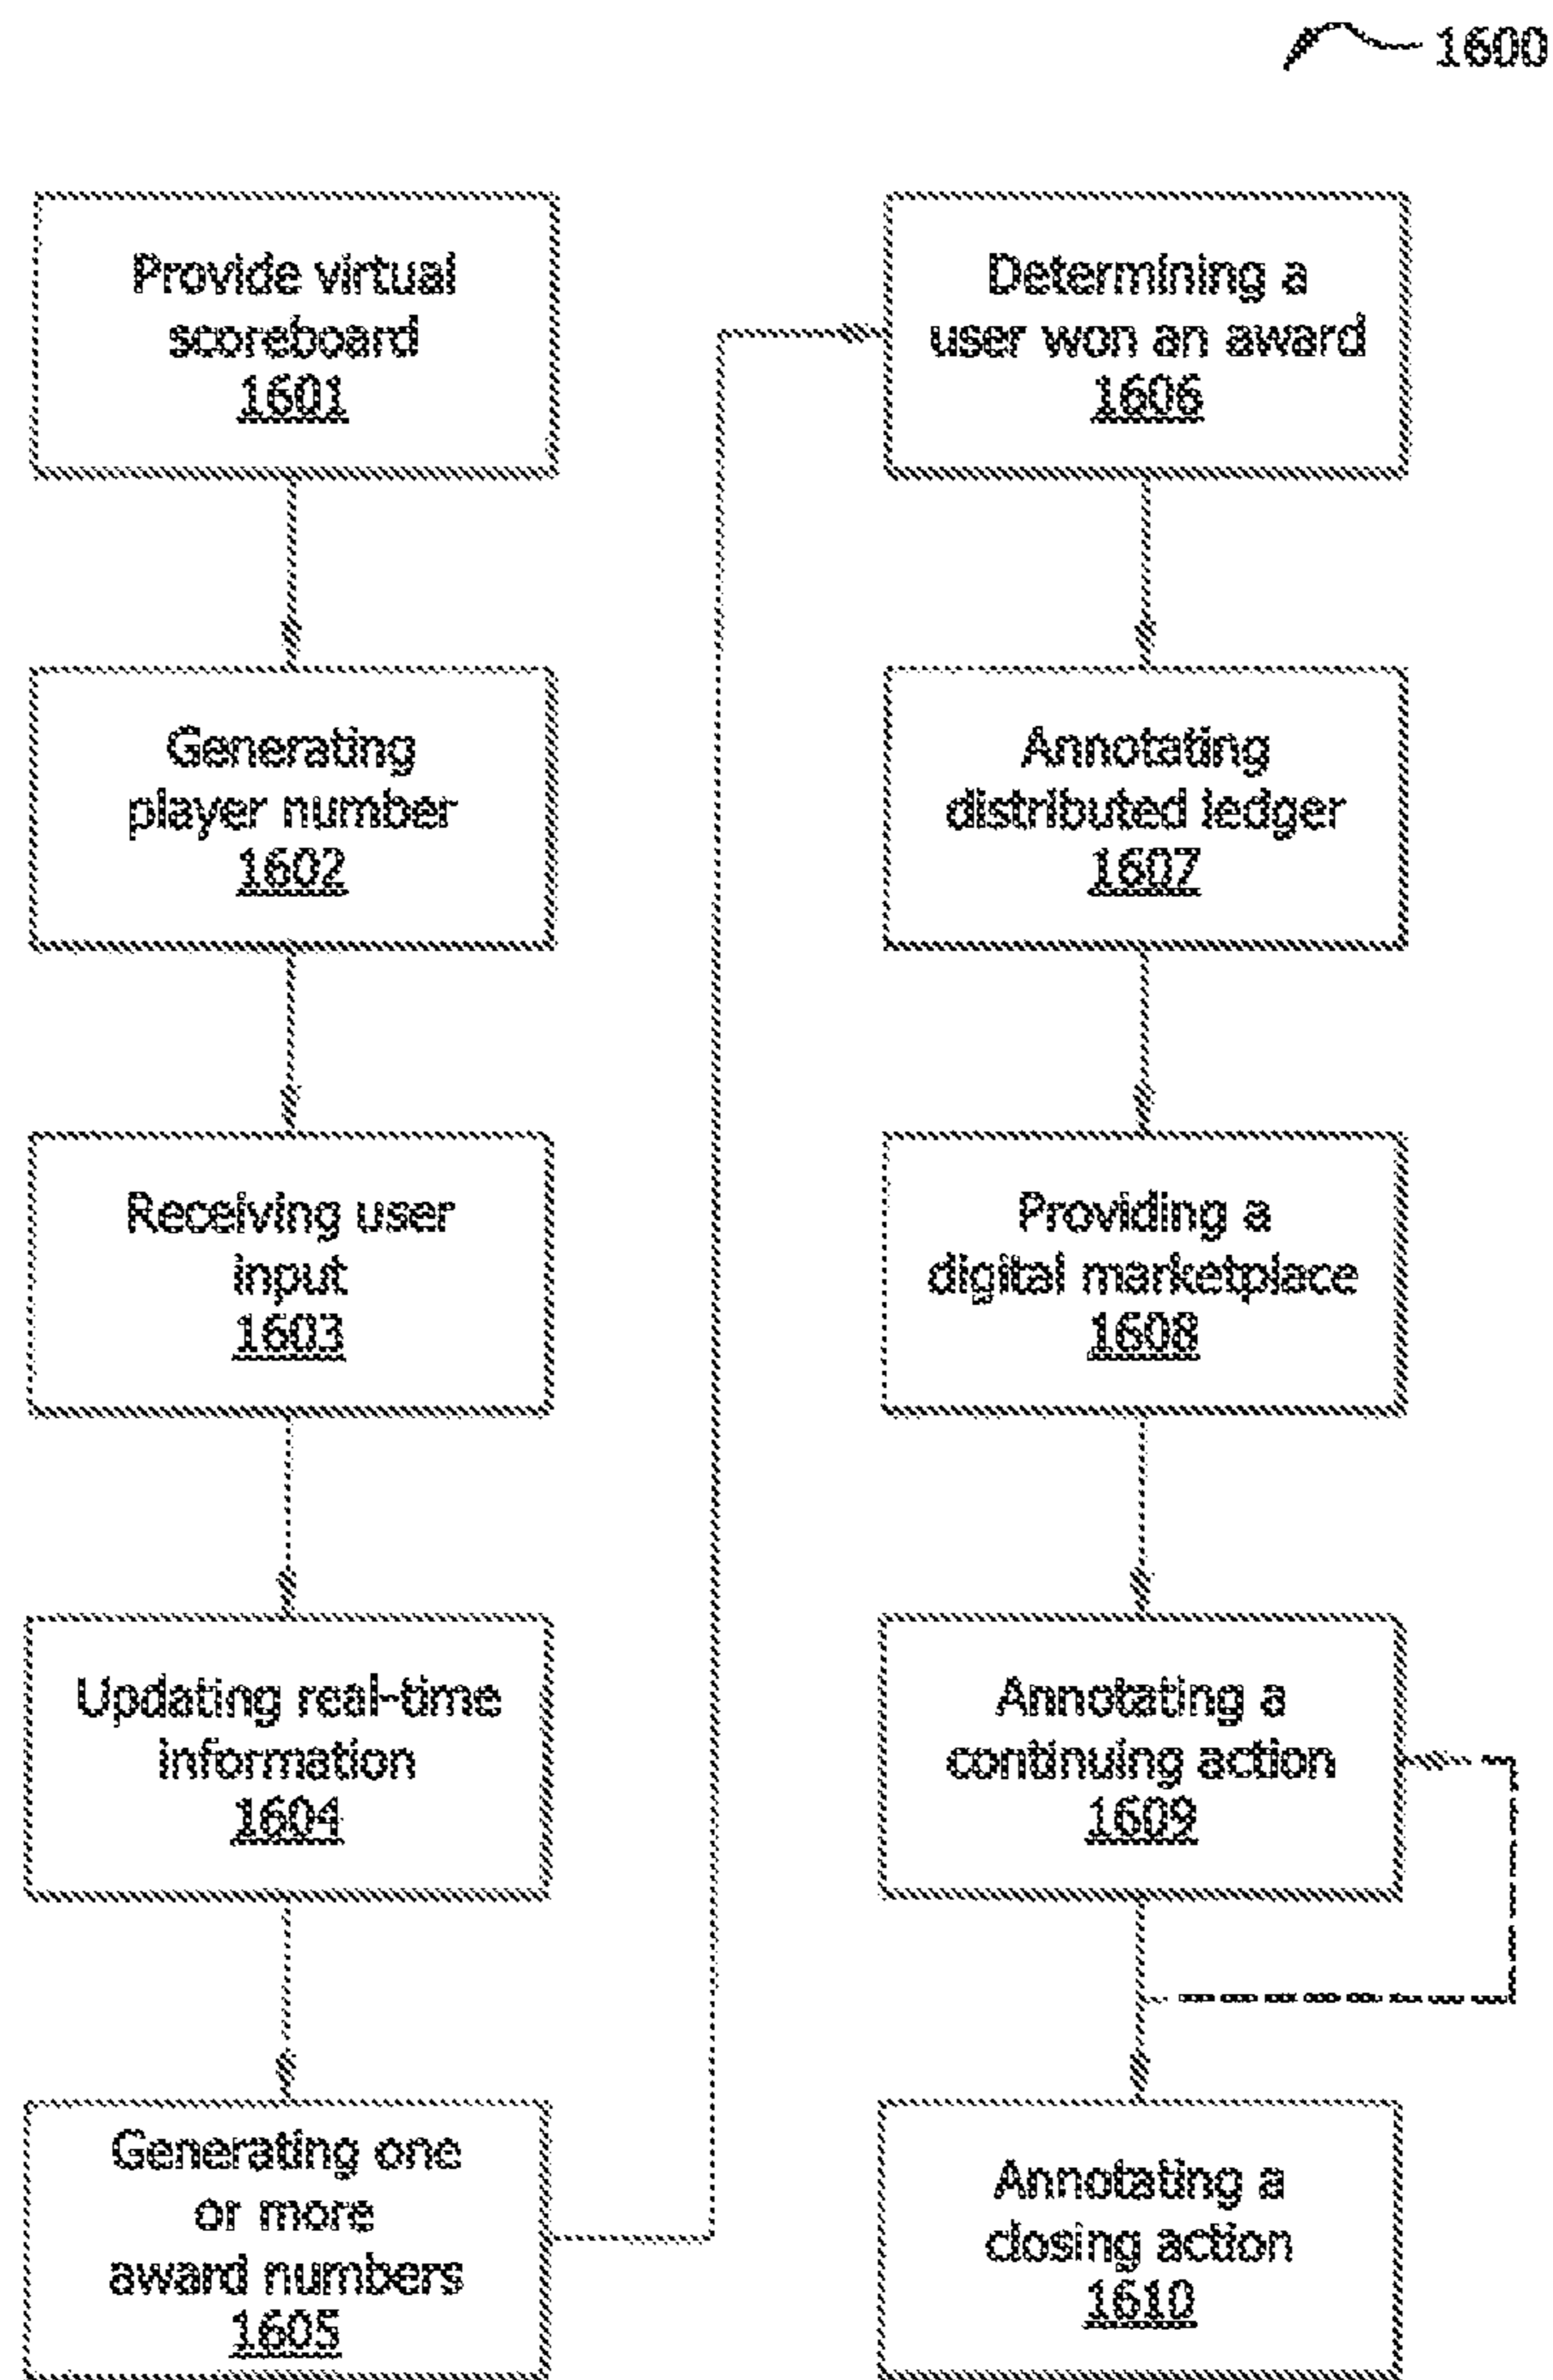 1600
Provide virtual
scoreboard
1601
Generating
player number
1602
Receiving user
input
1603
Updating real-time
information
1604
Generating one
or more
award numbers
1605
Determining a
user won an award
1606
Annotating
distributed ledger
1607
Providing a
digital marketplace
1608
Annotating a
continuing action
1609
Annotating a
closing action
1610